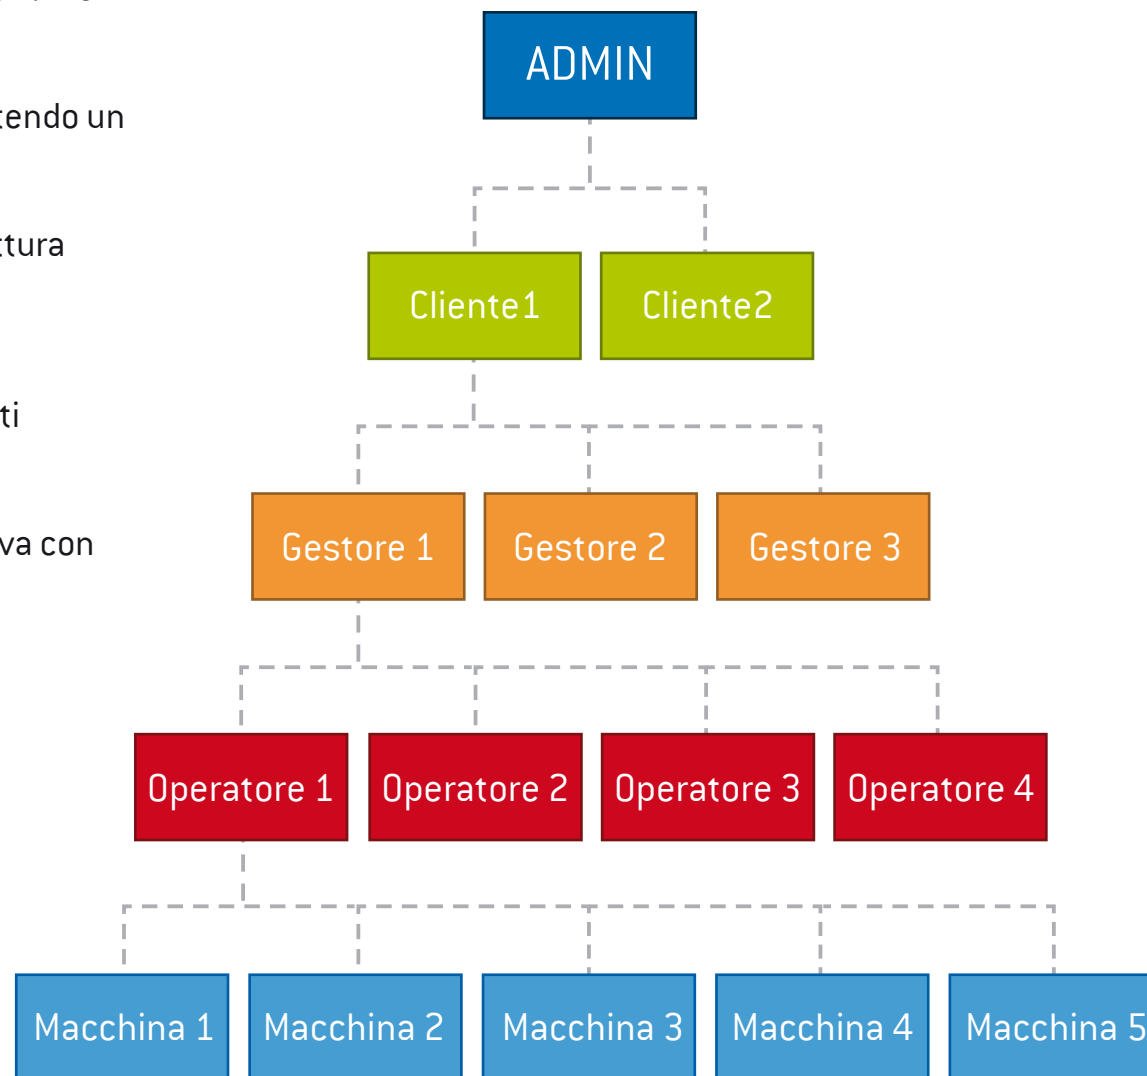 ADMIN
tendo un
ttura
Cliente1 Cliente2
ti
va con
Gestore 1 Gestore 2 Gestore 3
Operatore 1 Operatore 2 Operatore 3 Operatore 4
Macchina 1 Macchina 2 Macchina 3 Macchina 4 Macchina 5